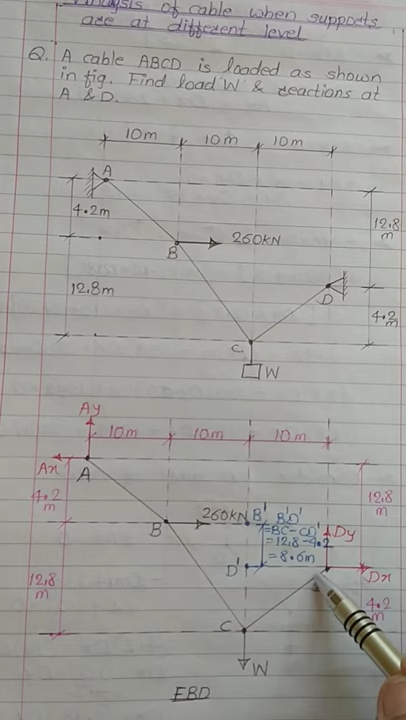 Analysis of cable when supports
are at different level
Q. A cable ABCD is loaded as shown
in fig. Find load W & reactions at
A & D.
10m 10m 10m
A
4.2m
12.8
m
B 260KN
12.8m
D
4.2
m
C
W
Ay
10m 10m 10m
Ax
A
4.2
m
12.8
m
B 260KN B' B'D'
=BC-CD' Dy
=12.8-4.2
=8.6m
D' Dx
12.8
m
4.2
m
C
W
FBD